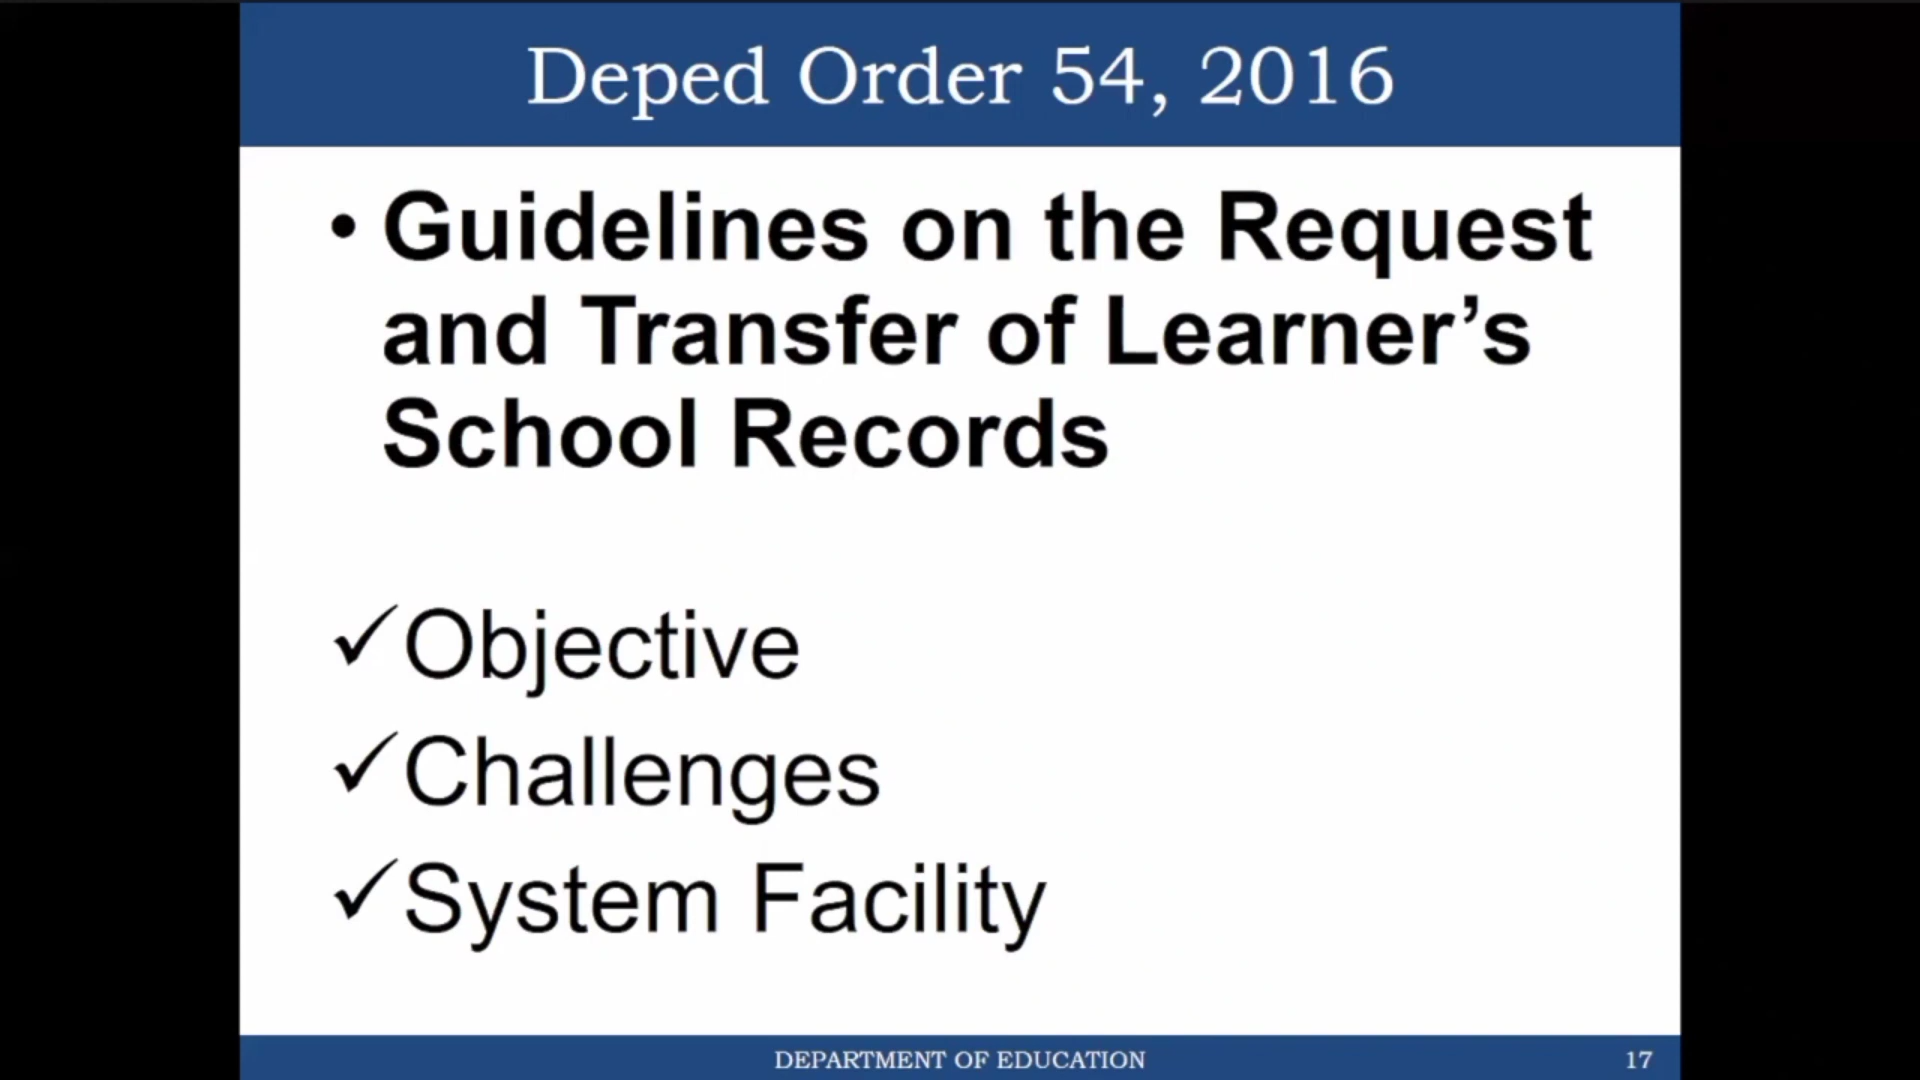 Deped Order 54, 2016
• Guidelines on the Request
and Transfer of Learner’s
School Records
✓Objective
✓Challenges
✓System Facility
DEPARTMENT OF EDUCATION
17